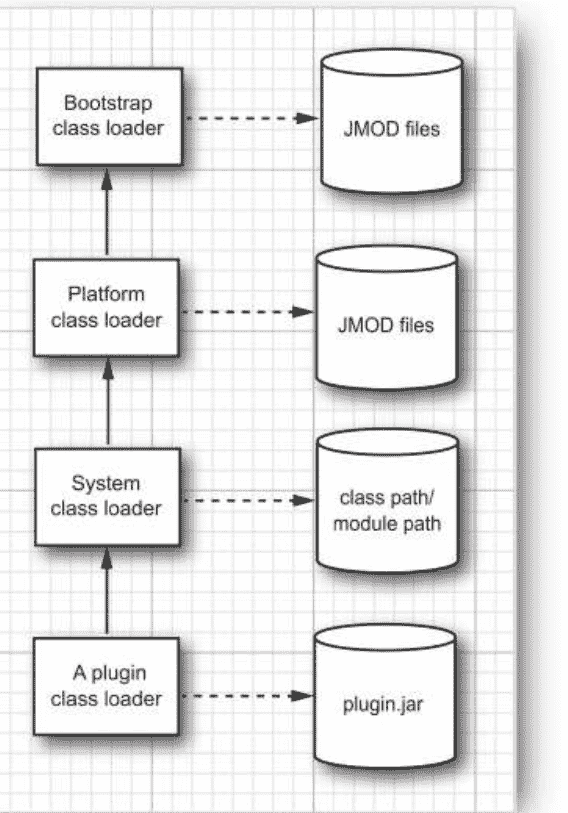 Bootstrap
class loader
JMOD files
Platform
class loader
JMOD files
System
class loader
class path/
module path
A plugin
class loader
plugin.jar